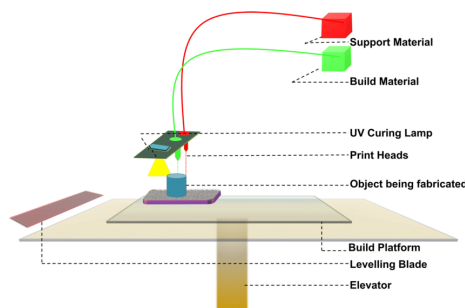 Support Material
Build Material
UV Curing Lamp
Print Heads
Object being fabricated
Build Platform
Levelling Blade
Elevator